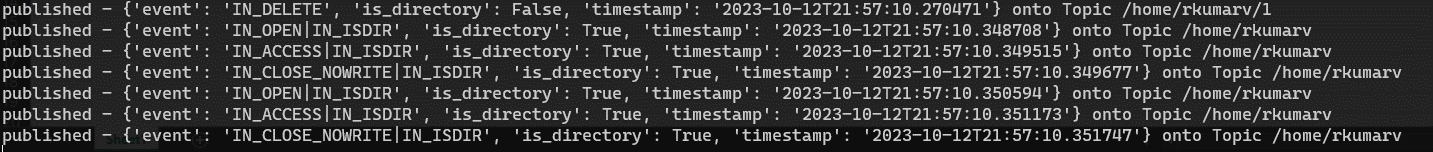 published – {'event': 'IN_DELETE', 'is_directory': False, 'timestamp': '2023-10-12T21:57:10.270471'} onto Topic /home/rkumarv/1
published – {'event': 'IN_OPEN|IN_ISDIR', 'is_directory': True, 'timestamp': '2023-10-12T21:57:10.348708'} onto Topic /home/rkumarv
published – {'event': 'IN_ACCESS|IN_ISDIR', 'is_directory': True, 'timestamp': '2023-10-12T21:57:10.349515'} onto Topic /home/rkumarv
published – {'event': 'IN_CLOSE_NOWRITE|IN_ISDIR', 'is_directory': True, 'timestamp': '2023-10-12T21:57:10.349677'} onto Topic /home/rkumarv
published – {'event': 'IN_OPEN|IN_ISDIR', 'is_directory': True, 'timestamp': '2023-10-12T21:57:10.350594'} onto Topic /home/rkumarv
published – {'event': 'IN_ACCESS|IN_ISDIR', 'is_directory': True, 'timestamp': '2023-10-12T21:57:10.351173'} onto Topic /home/rkumarv
published – {'event': 'IN_CLOSE_NOWRITE|IN_ISDIR', 'is_directory': True, 'timestamp': '2023-10-12T21:57:10.351747'} onto Topic /home/rkumarv